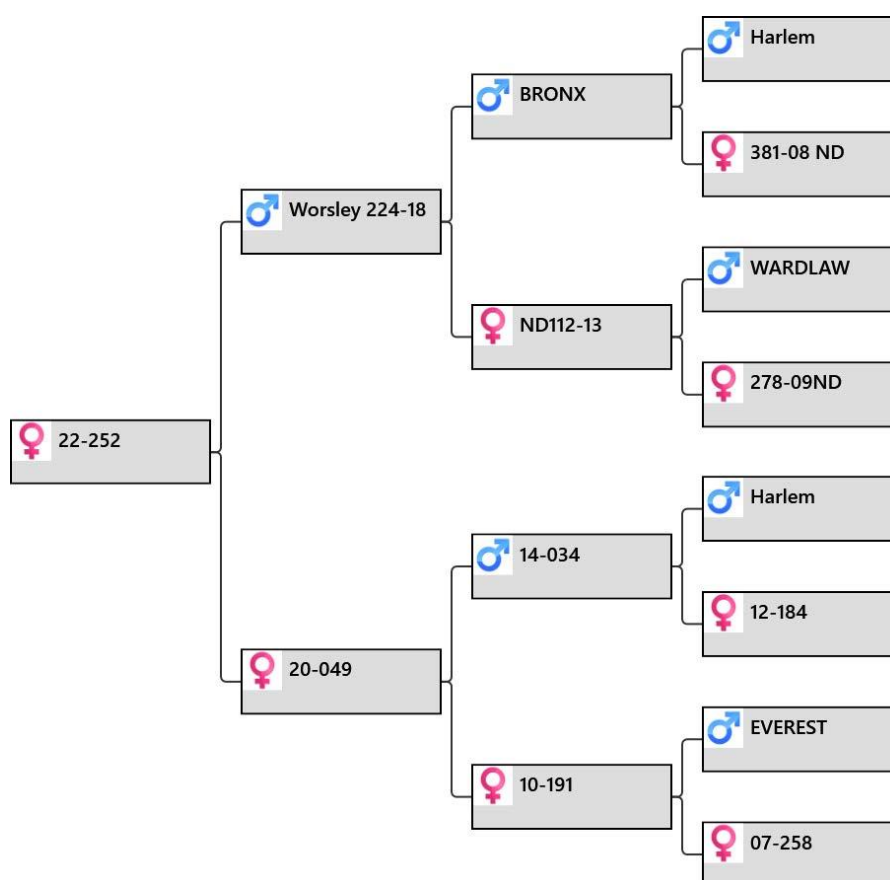 Harlem
BRONX
381-08 ND
Worsley 224-18
WARDLAW
ND112-13
278-09ND
22-252
Harlem
14-034
12-184
20-049
EVEREST
10-191
07-258